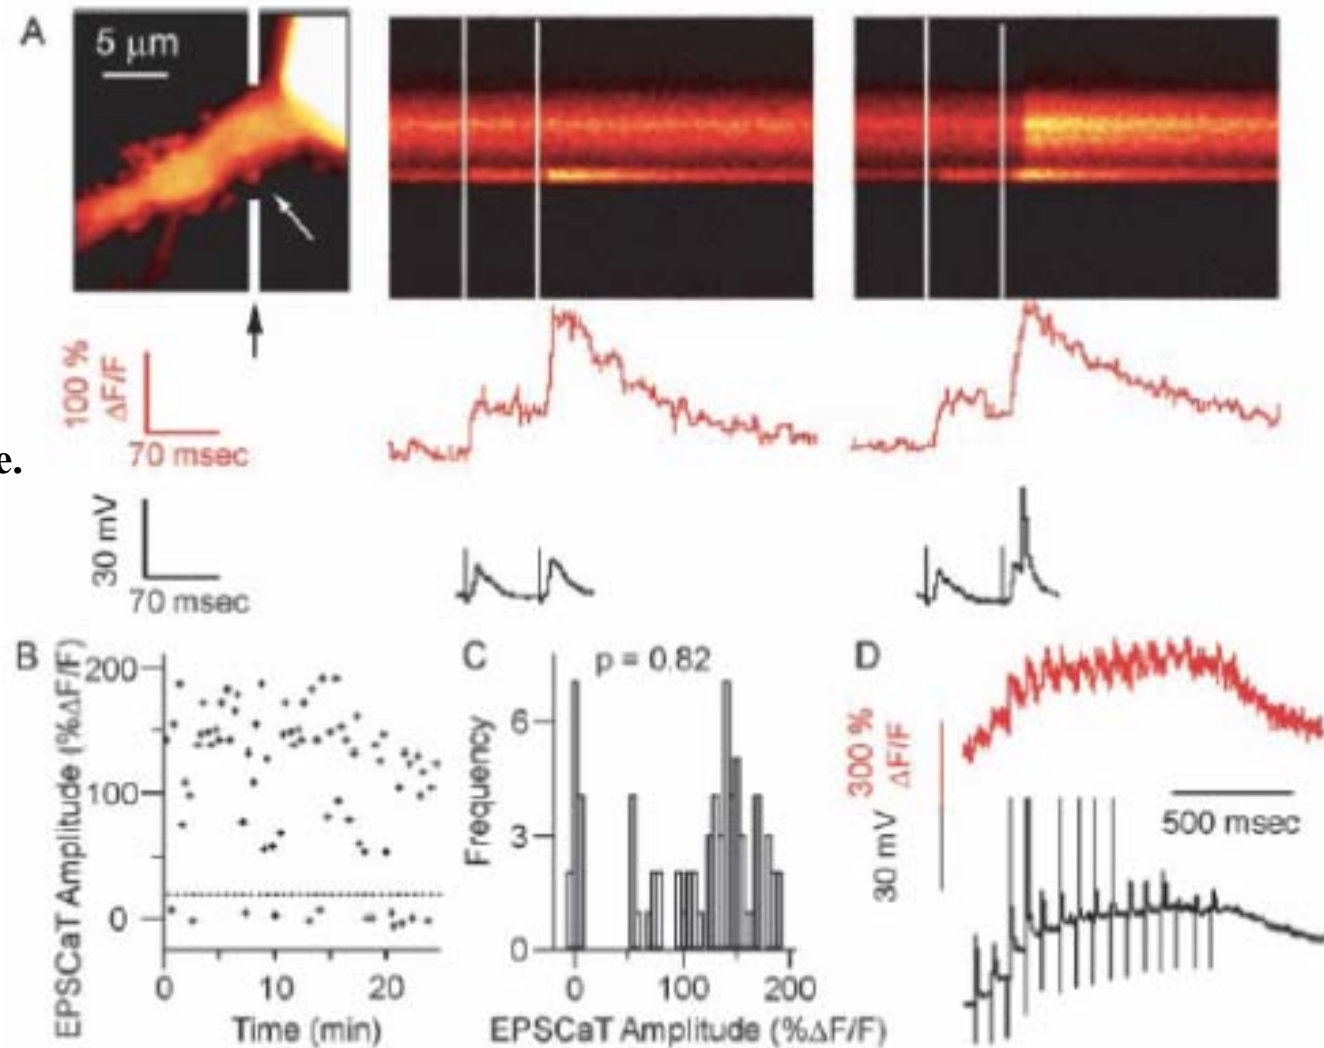 A
5 μm
100 %
ΔF/F
70 msec
e.
30 mV
70 msec
B
EPSCaT Amplitude (%ΔF/F)
200
100
0
0 10 20
Time (min)
C
p = 0.82
Frequency
6
3
0
0 100 200
EPSCaT Amplitude (%ΔF/F)
D
300 %
ΔF/F
30 mV
500 msec